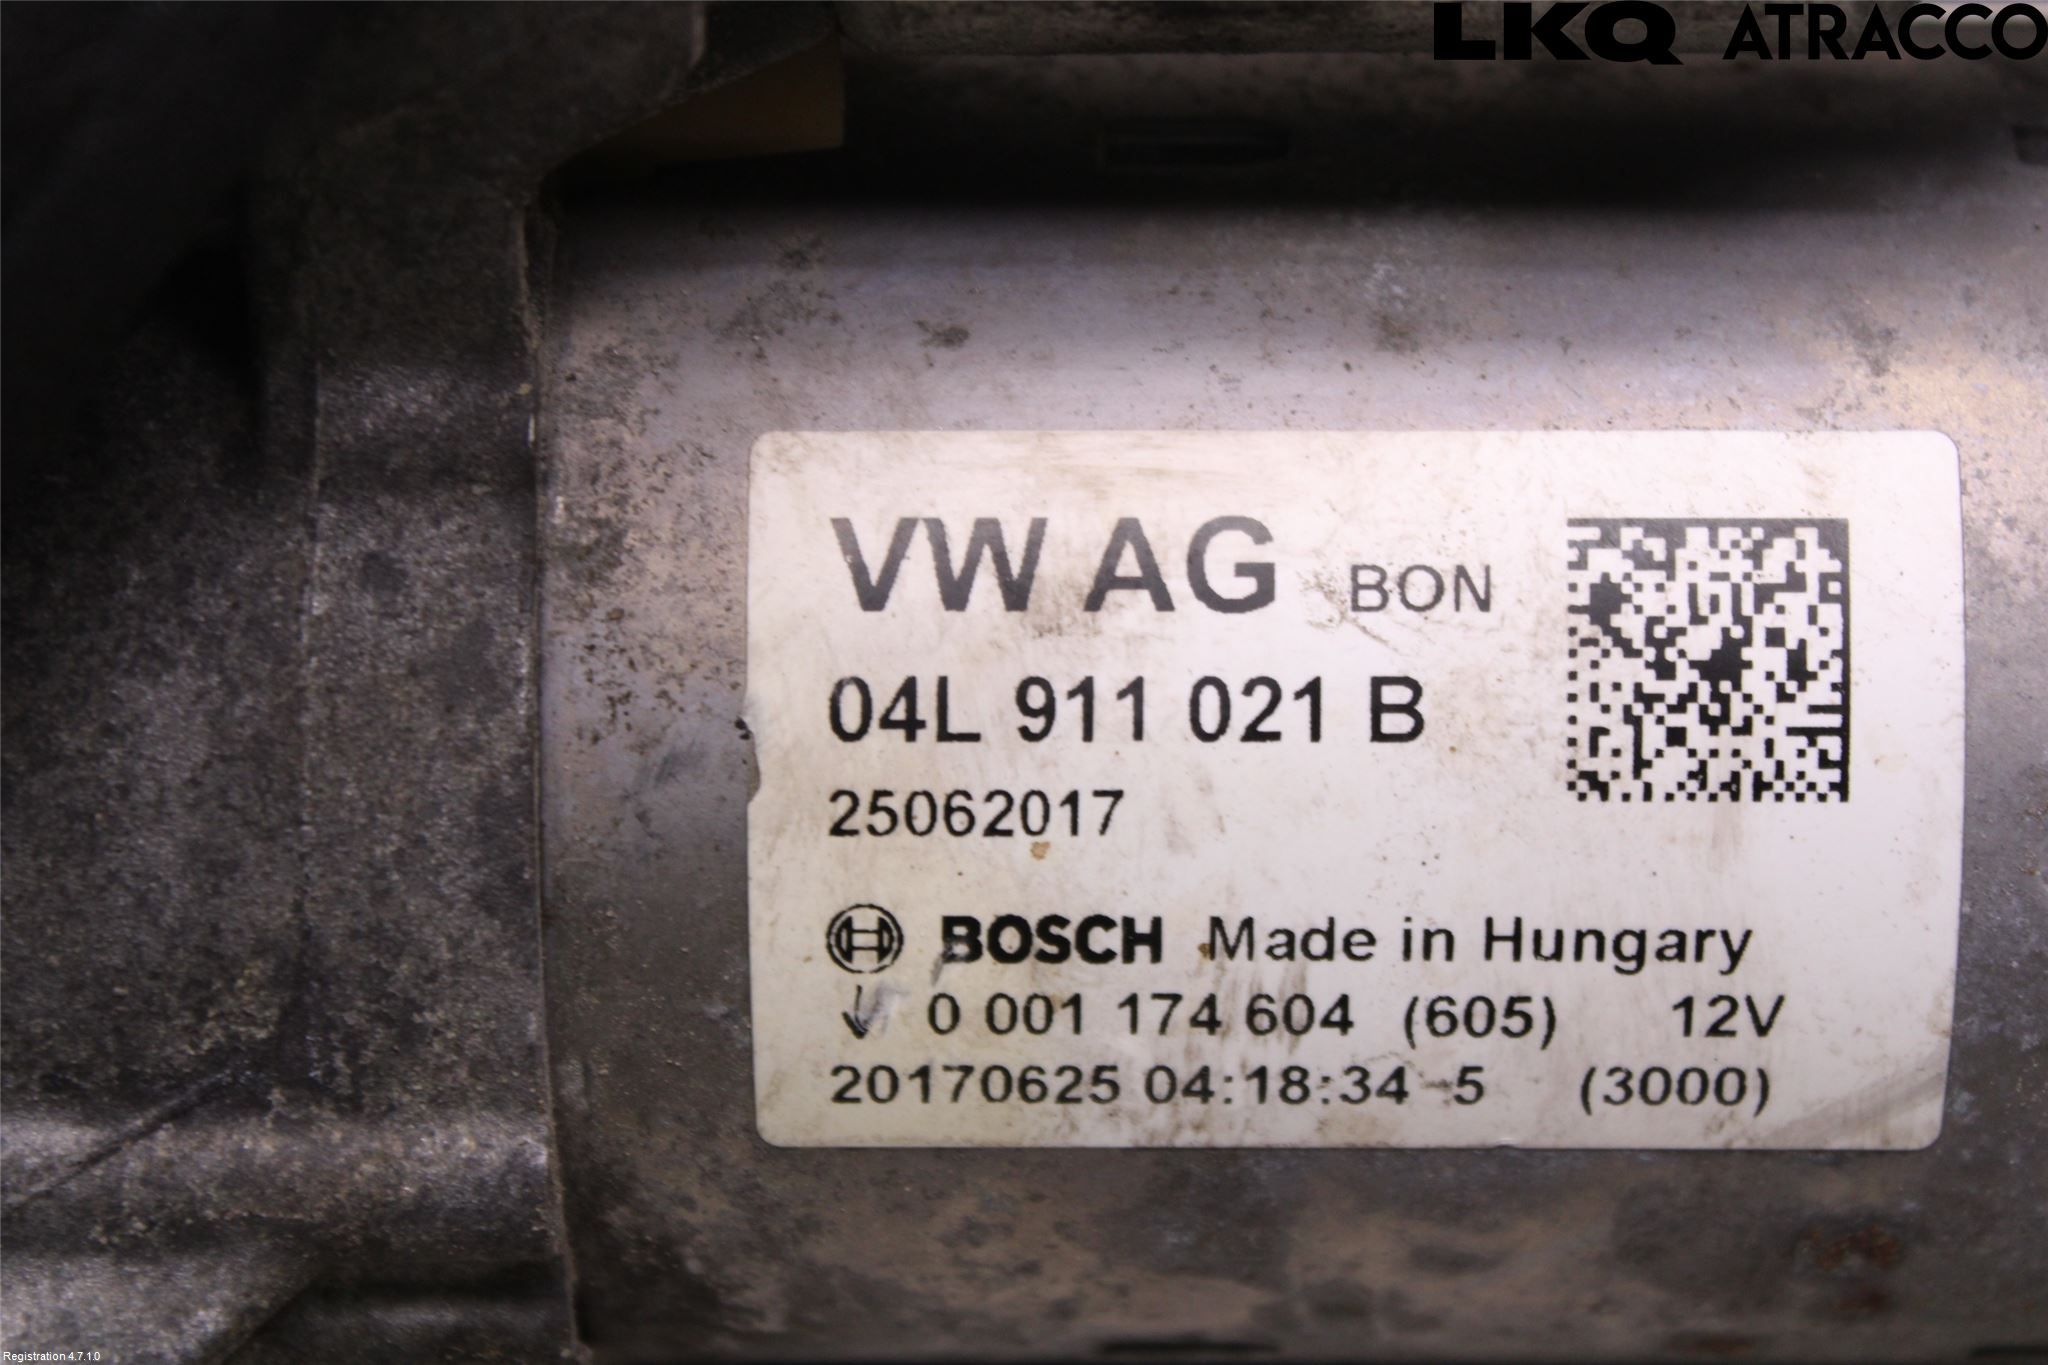 LKQ ATRACCO
VW AG BON
04L 911 021 B
25062017
BOSCH Made in Hungary
0 001 174 604 (605) 12V
20170625 04:18:34 5 (3000)
Registration 4.7.1.0